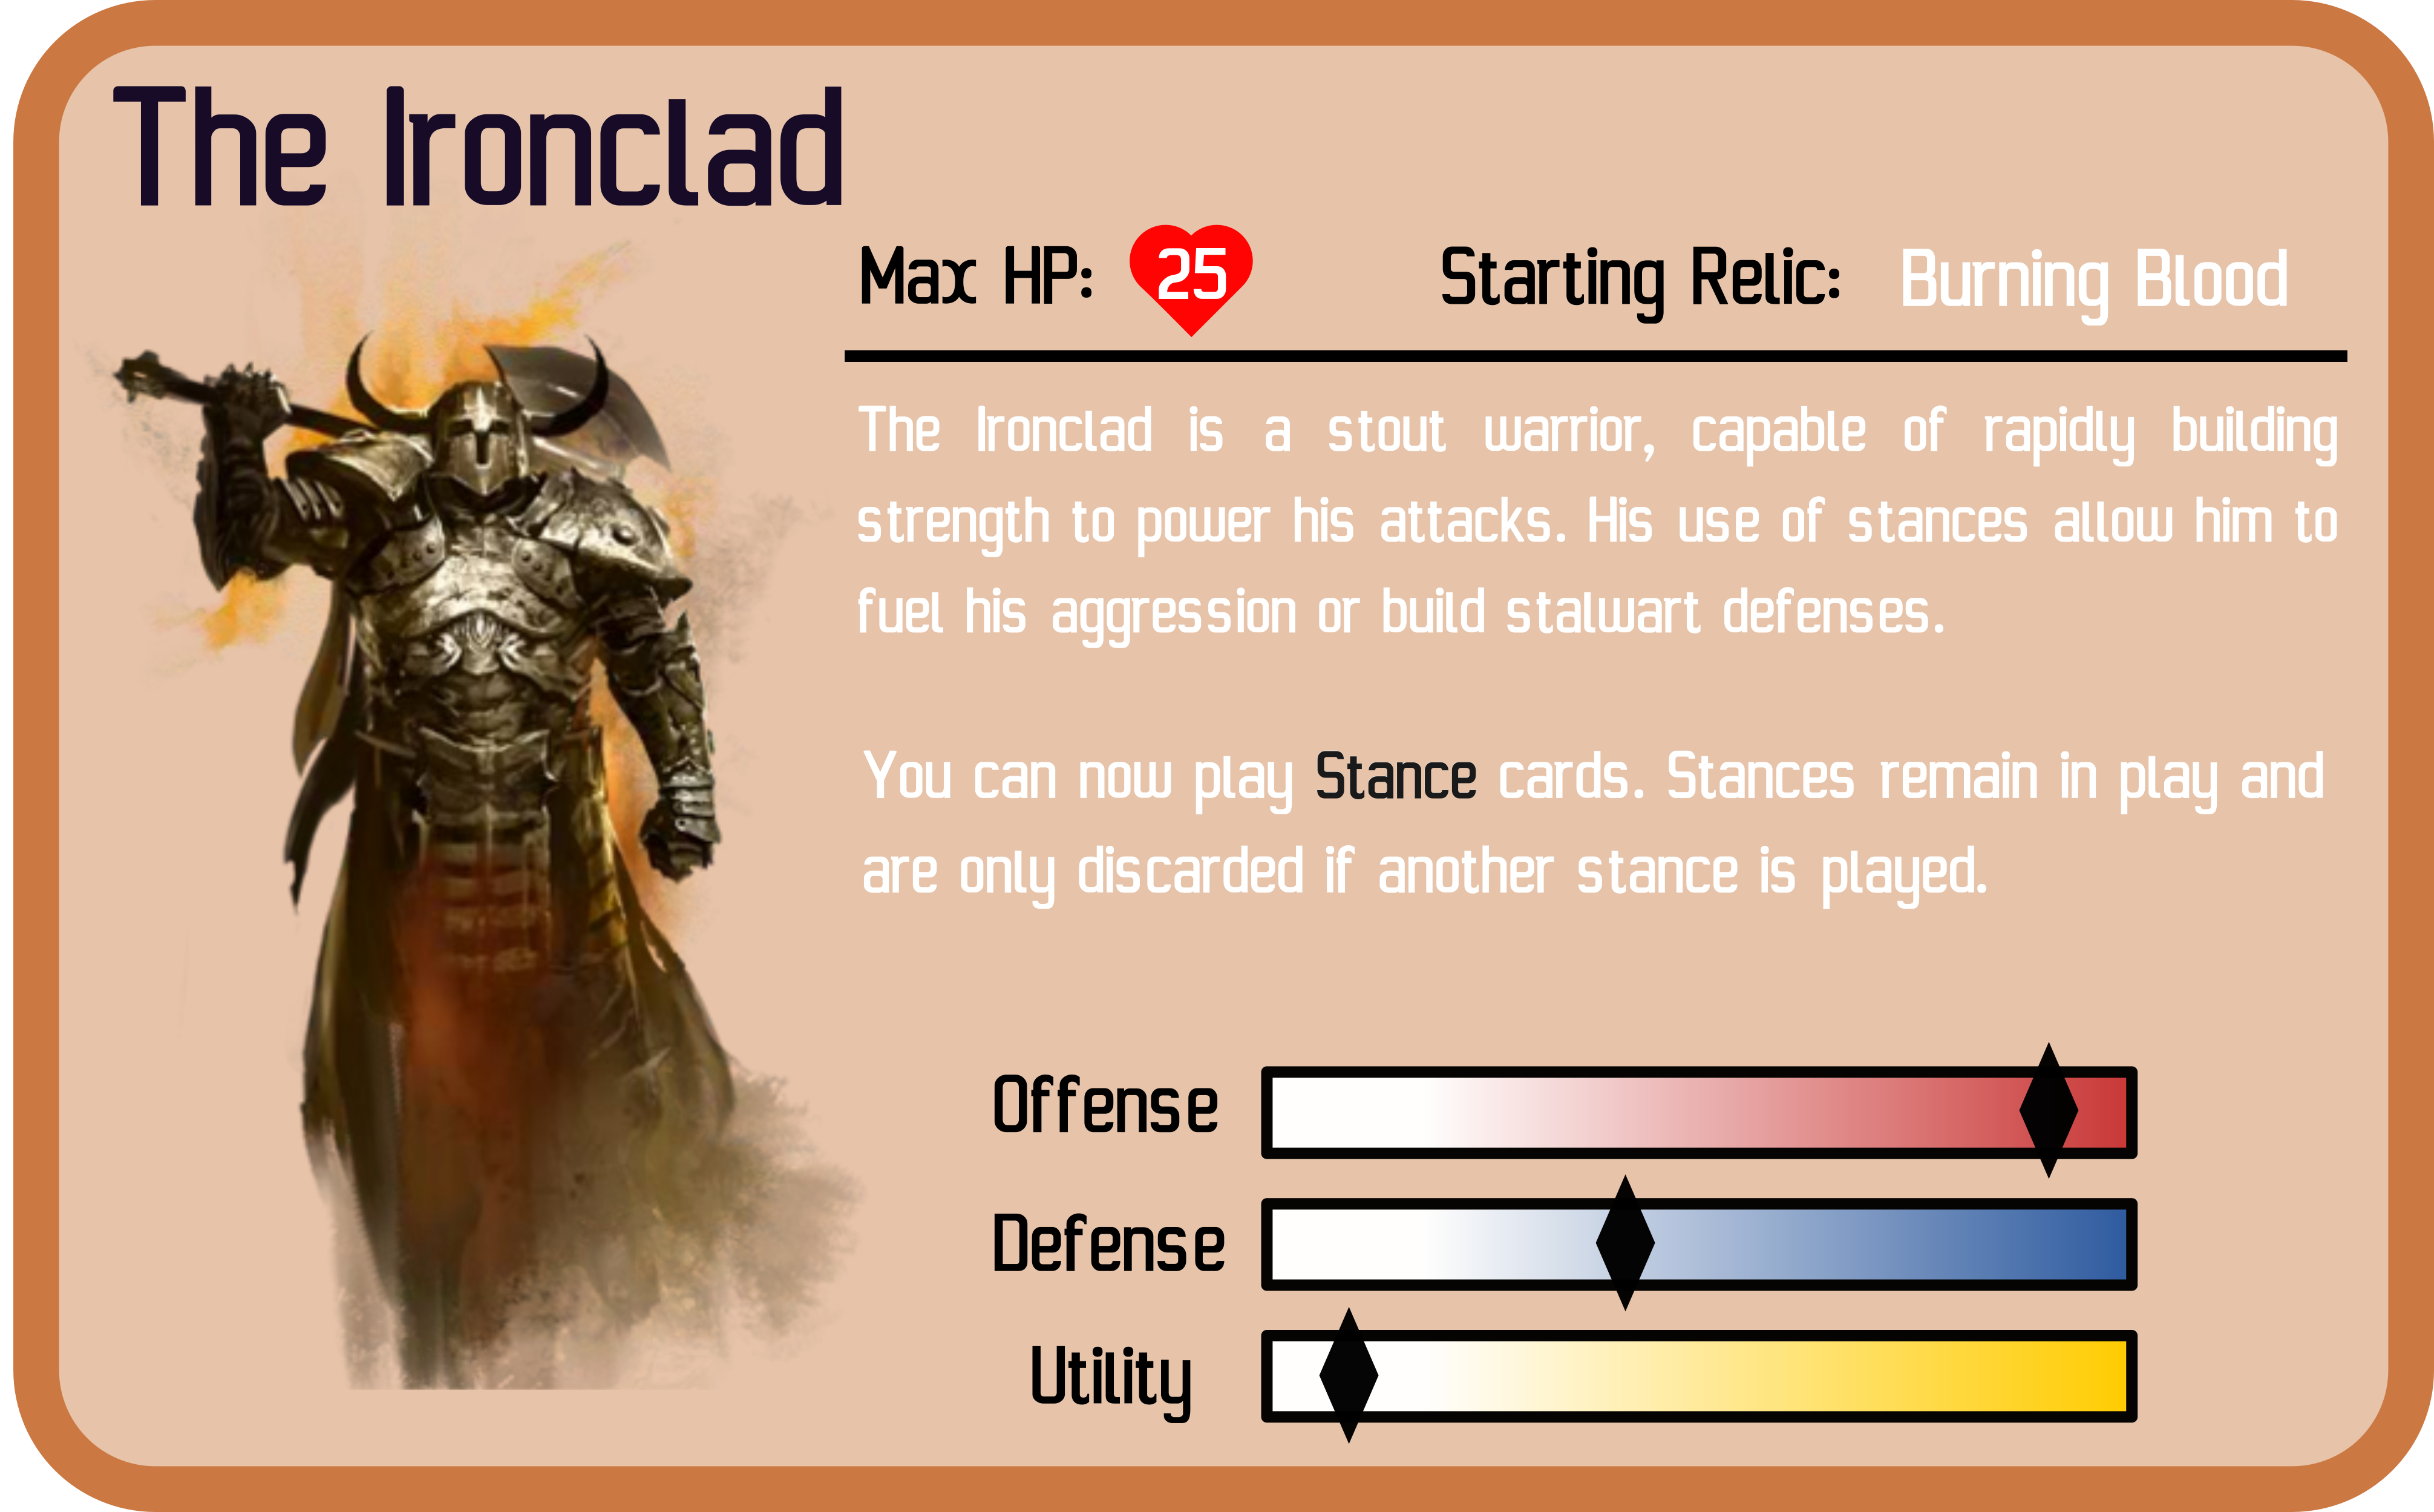 The Ironclad
Max HP: 25 Starting Relic: Burning Blood
The Ironclad is a stout warrior, capable of rapidly building
strength to power his attacks. His use of stances allow him to
fuel his aggression or build stalwart defenses.
You can now play Stance cards. Stances remain in play and
are only discarded if another stance is played.
Offense
Defense
Utility